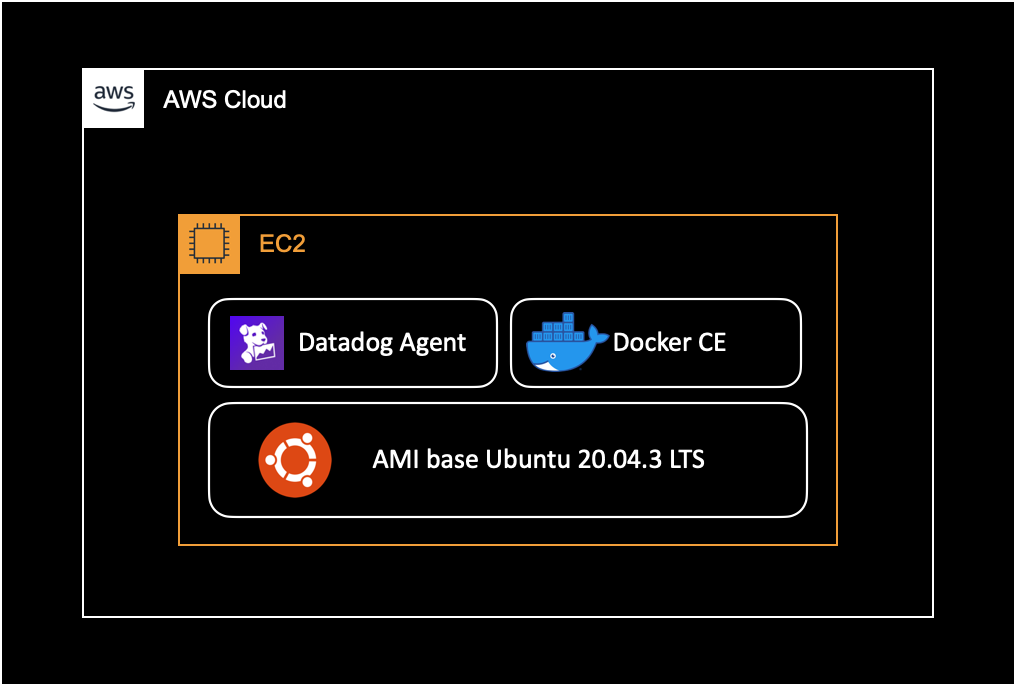 aws
AWS Cloud
EC2
Datadog Agent
Docker CE
AMI base Ubuntu 20.04.3 LTS